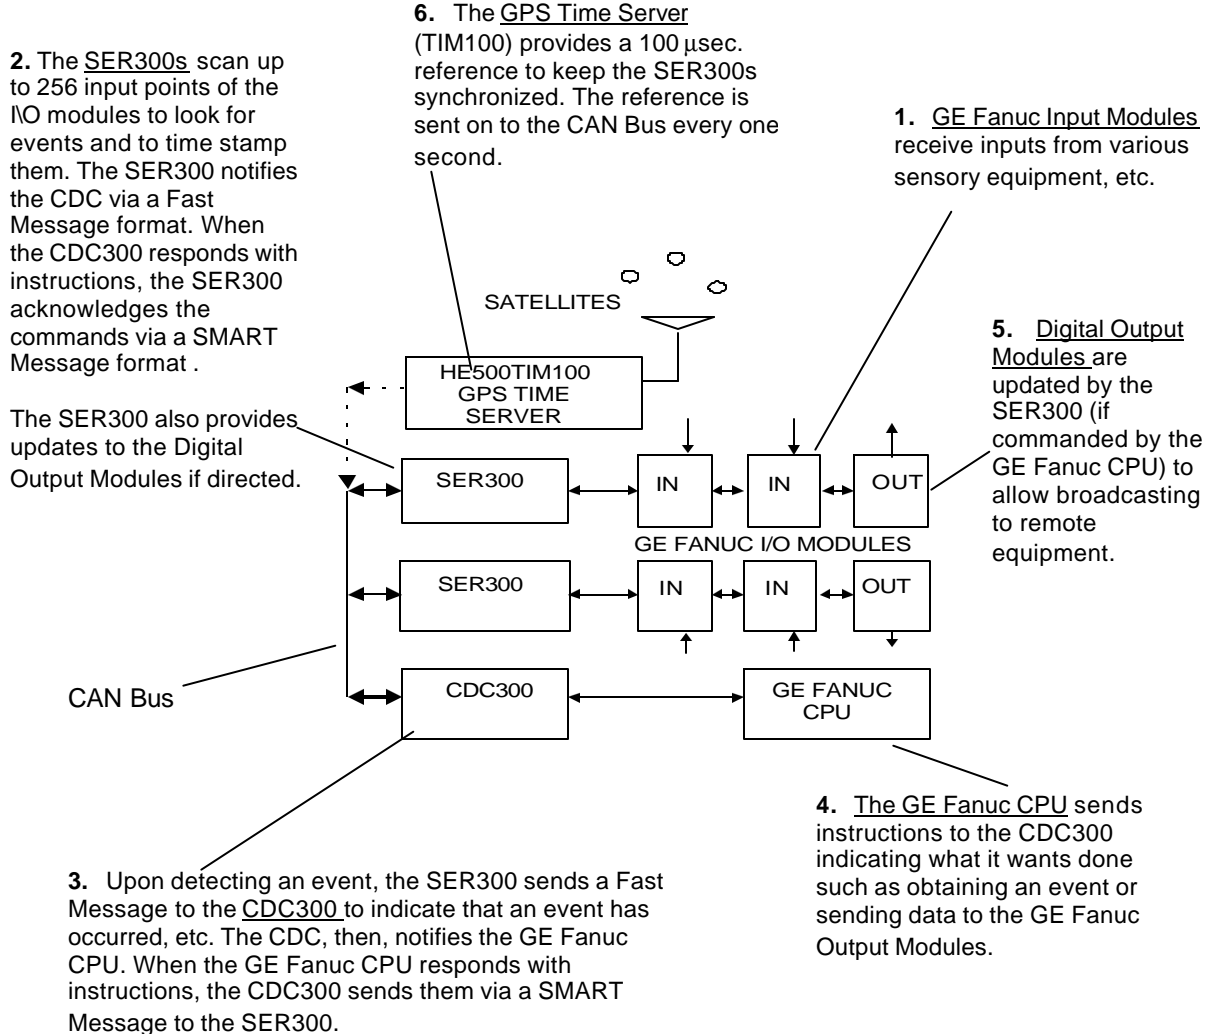 6. The GPS Time Server
(TIM100) provides a 100 μsec.
reference to keep the SER300s
synchronized. The reference is
sent on to the CAN Bus every one
second.
2. The SER300s scan up
to 256 input points of the
I\O modules to look for
events and to time stamp
them. The SER300 notifies
the CDC via a Fast
Message format. When
the CDC300 responds with
instructions, the SER300
acknowledges the
commands via a SMART
Message format .
The SER300 also provides
updates to the Digital
Output Modules if directed.
1. GE Fanuc Input Modules
receive inputs from various
sensory equipment, etc.
SATELLITES
HE500TIM100
GPS TIME
SERVER
5. Digital Output
Modules are
updated by the
SER300 (if
commanded by the
GE Fanuc CPU) to
allow broadcasting
to remote
equipment.
SER300
IN
IN
OUT
GE FANUC I/O MODULES
SER300
IN
IN
OUT
CAN Bus
CDC300
GE FANUC
CPU
4. The GE Fanuc CPU sends
instructions to the CDC300
indicating what it wants done
such as obtaining an event or
sending data to the GE Fanuc
Output Modules.
3. Upon detecting an event, the SER300 sends a Fast
Message to the CDC300 to indicate that an event has
occurred, etc. The CDC, then, notifies the GE Fanuc
CPU. When the GE Fanuc CPU responds with
instructions, the CDC300 sends them via a SMART
Message to the SER300.